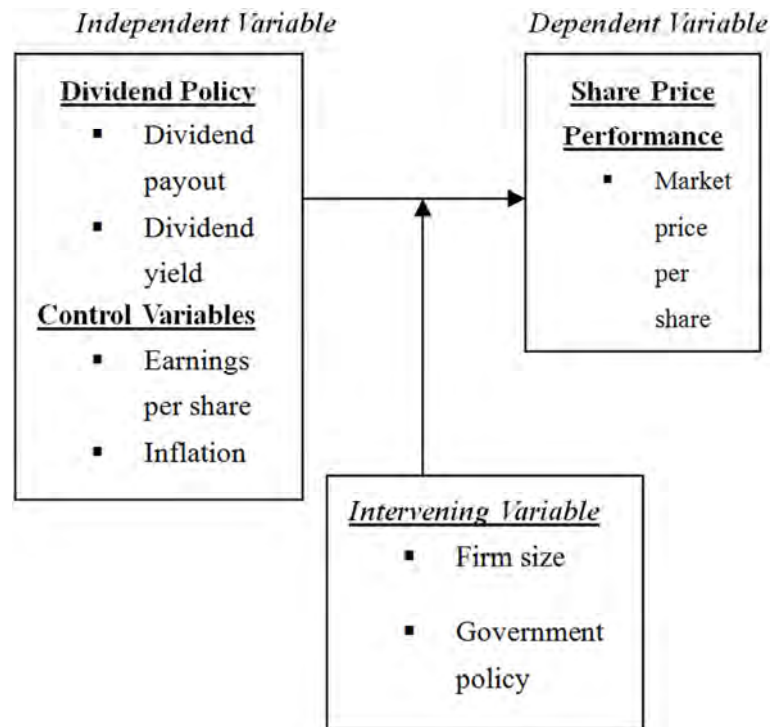 Independent Variable
Dividend Policy
▪ Dividend
payout
▪ Dividend
yield
Control Variables
▪ Earnings
per share
▪ Inflation
Dependent Variable
Share Price
Performance
▪ Market
price
per
share
Intervening Variable
▪ Firm size
▪ Government
policy